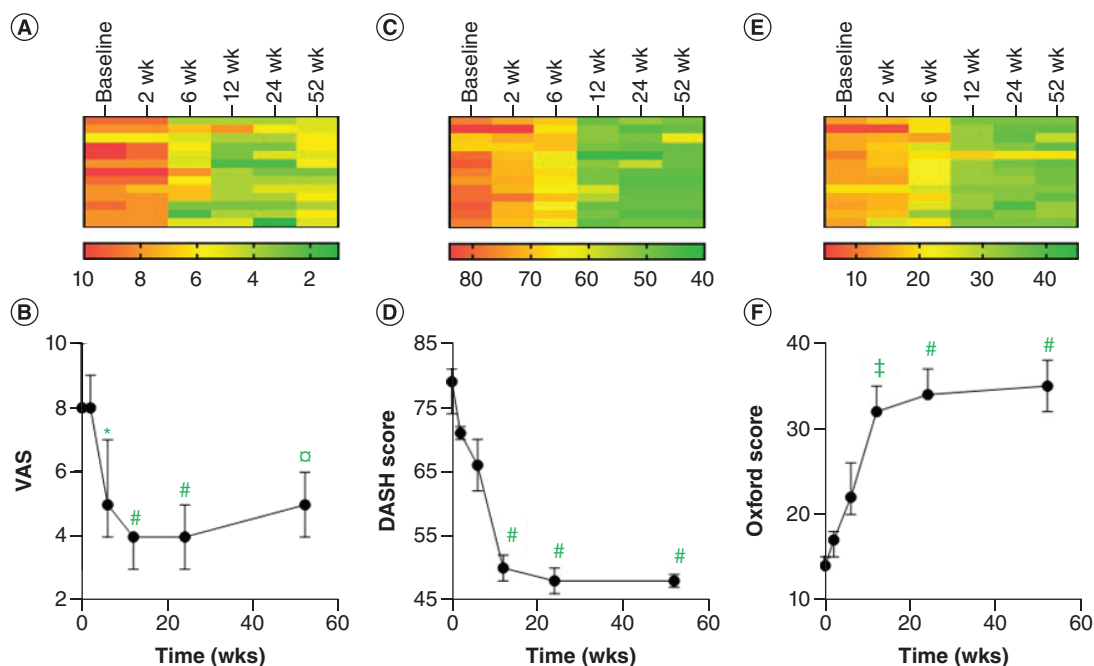 A
C
E
Baseline
2 wk
6 wk
12 wk
24 wk
52 wk
Baseline
2 wk
6 wk
12 wk
24 wk
52 wk
Baseline
2 wk
6 wk
12 wk
24 wk
52 wk
10 8 6 4 2
80 70 60 50 40
10 20 30 40
B
D
F
10
8
6
4
2
VAS
*
#
#
¤
0 20 40 60
Time (wks)
85
75
65
55
45
DASH score
#
#
#
0 20 40 60
Time (wks)
40
30
20
10
Oxford score
‡
#
#
0 20 40 60
Time (wks)